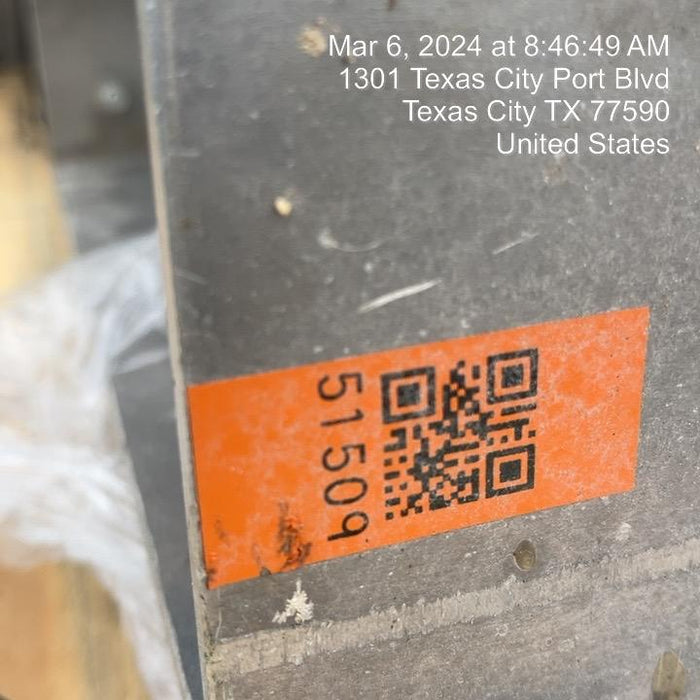 Mar 6, 2024 at 8:46:49 AM
1301 Texas City Port Blvd
Texas City TX 77590
United States
51509